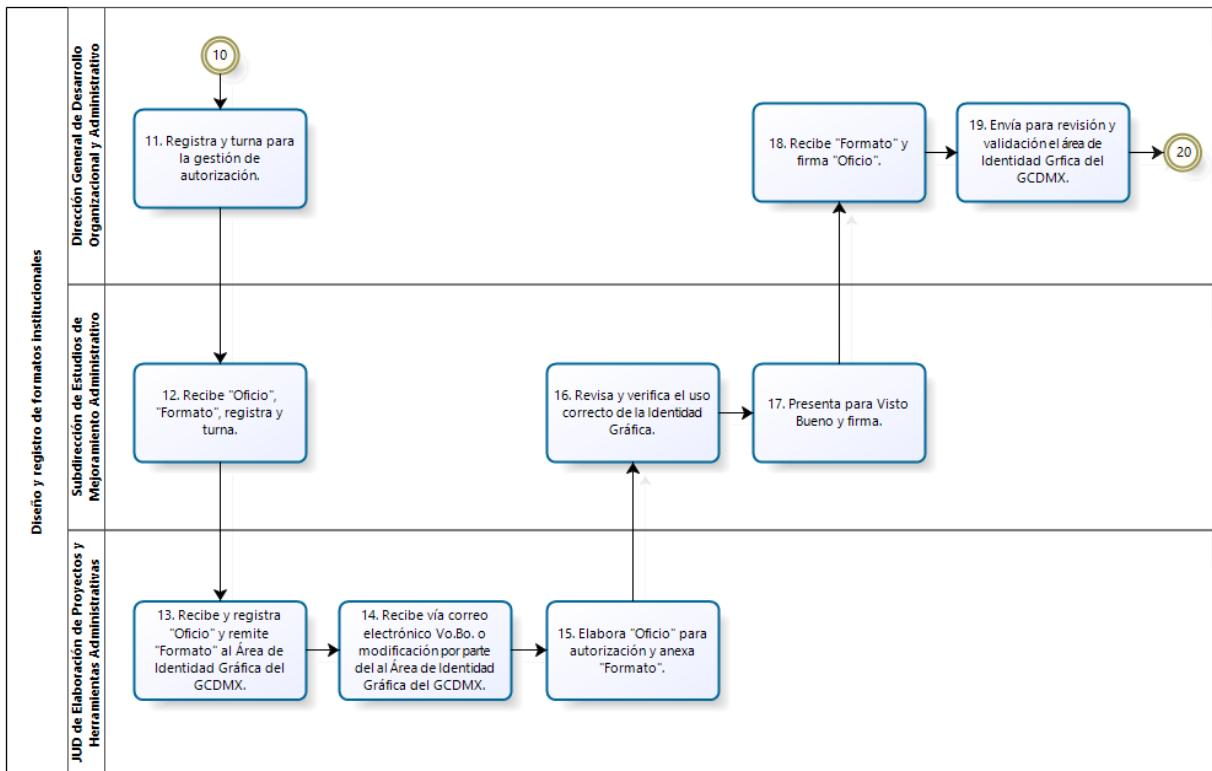 Diseño y registro de formatos institucionales
Dirección General de Desarrollo
Organizacional y Administrativo
10
11. Registra y turna para
la gestión de
autorización.
18. Recibe "Formato" y
firma "Oficio".
19. Envía para revisión y
validación el área de
Identidad Grfica del
GCDMX.
20
Subdirección de Estudios de
Mejoramiento Administrativo
12. Recibe "Oficio",
"Formato", registra y
turna.
16. Revisa y verifica el uso
correcto de la Identidad
Gráfica.
17. Presenta para Visto
Bueno y firma.
JUD de Elaboración de Proyectos y
Herramientas Administrativas
13. Recibe y registra
"Oficio" y remite
"Formato" al Área de
Identidad Gráfica del
GCDMX.
14. Recibe vía correo
electrónico Vo.Bo. o
modificación por parte
del al Área de Identidad
Gráfica del GCDMX.
15. Elabora "Oficio" para
autorización y anexa
"Formato".